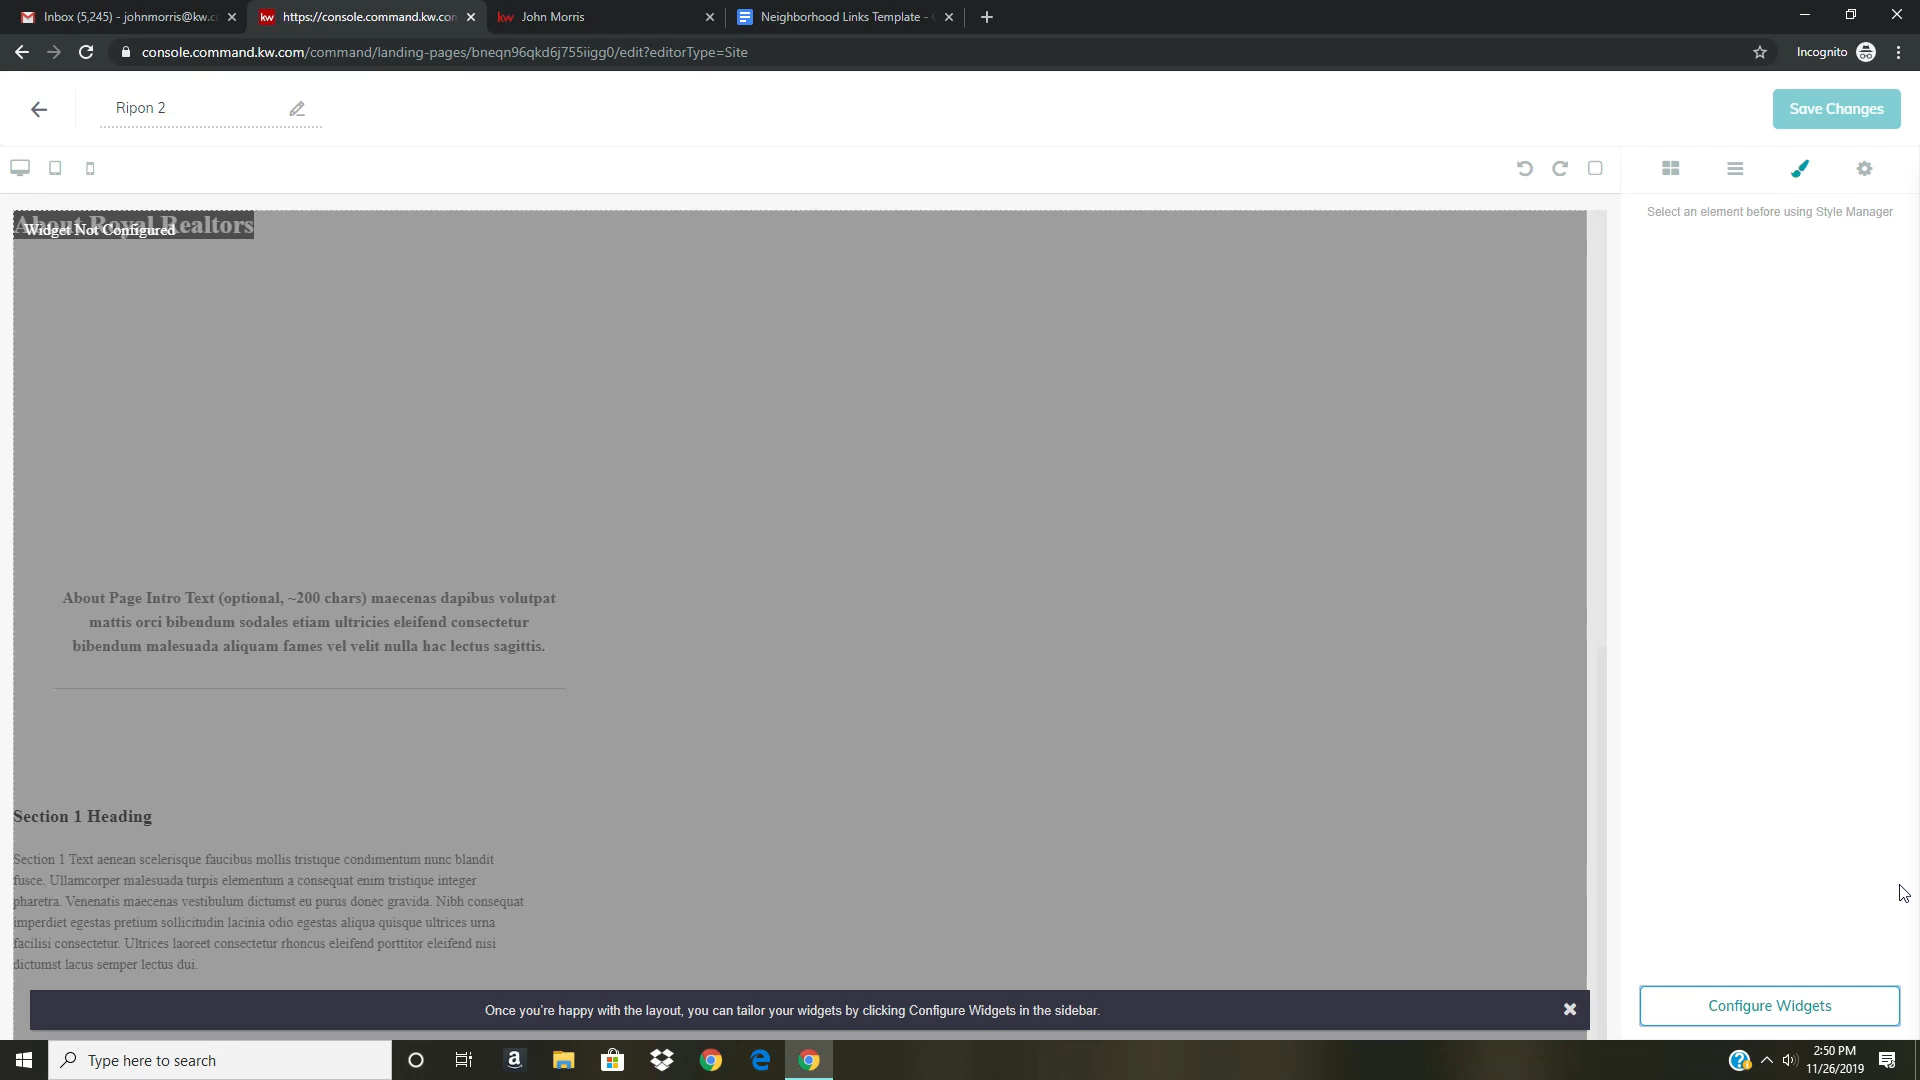 Inbox (5,245) - johnmorris@kw.c
https://console.command.kw.con
kw
John Morris
Neighborhood Links Template -
console.command.kw.com/command/landing-pages/bneqn96qkd6j755iigg0/edit?editorType=Site
Incognito
Ripon 2
Save Changes
Select an element before using Style Manager
About Royal Realtors
Widget Not Configured
About Page Intro Text (optional, ~200 chars) maecenas dapibus volutpat
mattis orci bibendum sodales etiam ultricies eleifend consectetur
bibendum malesuada aliquam fames vel velit nulla hac lectus sagittis.
Section 1 Heading
Section 1 Text aenean scelerisque faucibus mollis tristique condimentum nunc blandit
fusce. Ullamcorper malesuada turpis elementum a consequat enim tristique integer
pharetra. Venenatis maecenas vestibulum dictumst eu purus donec gravida. Nibh consequat
imperdiet egestas pretium sollicitudin lacinia odio egestas aliqua quisque ultrices urna
facilisi consectetur. Ultrices laoreet consectetur rhoncus eleifend porttitor eleifend nisi
dictumst lacus semper lectus dui.
Once you're happy with the layout, you can tailor your widgets by clicking Configure Widgets in the sidebar.
Configure Widgets
Type here to search
2:50 PM
11/26/2019